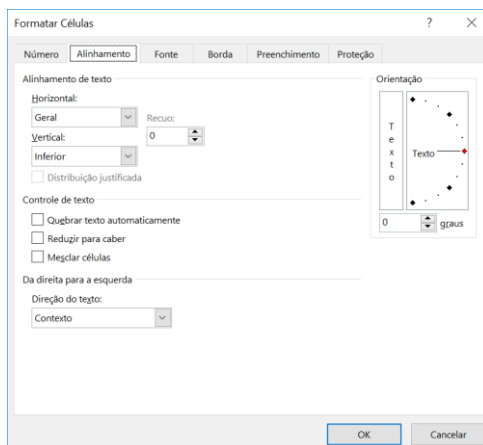 Formatar Células
Número Alinhamento Fonte Borda Preenchimento Proteção
Alinhamento de texto
Horizontal:
Geral
Recuo:
Vertical:
0
Inferior
Distribuição justificada
Controle de texto
Quebrar texto automaticamente
Reduzir para caber
Mesclar células
Da direita para a esquerda
Direção do texto:
Contexto
Orientação
Texto
Texto
0 graus
OK Cancelar